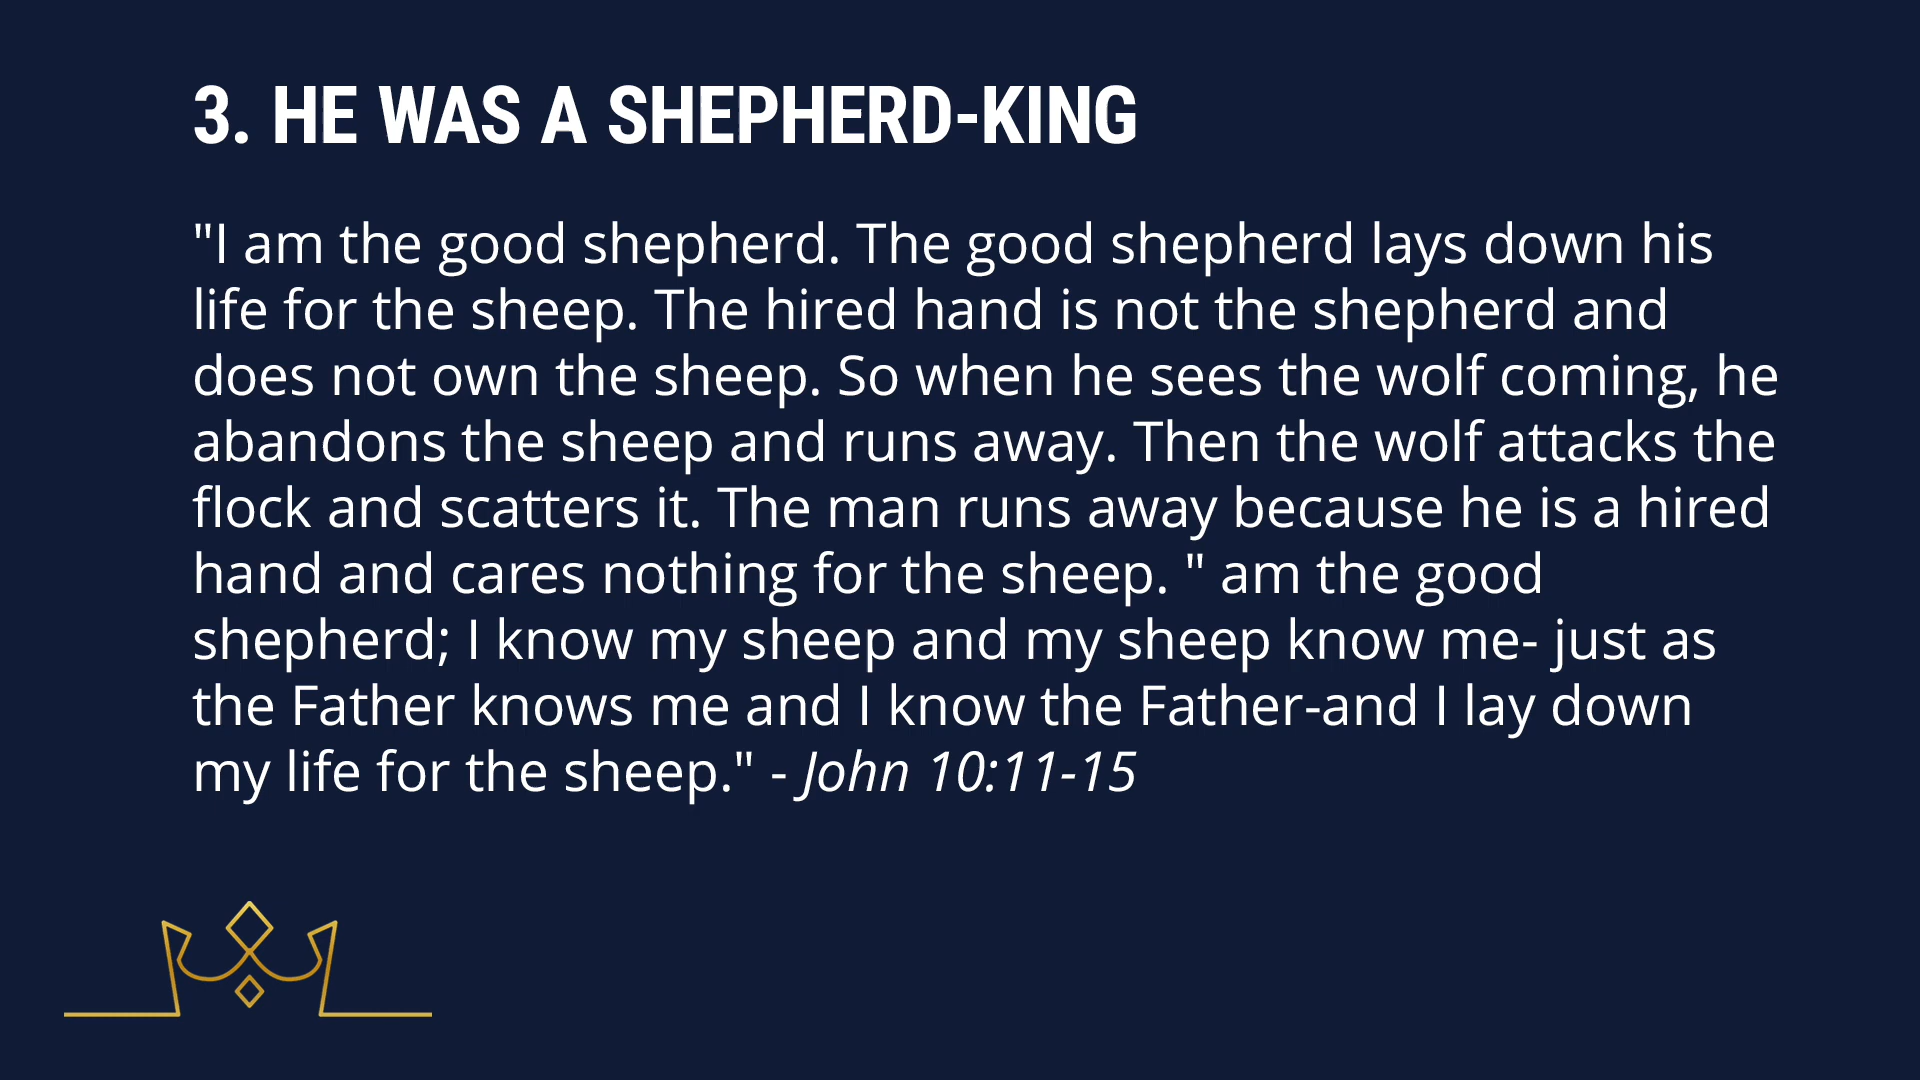 3. HE WAS A SHEPHERD-KING
"I am the good shepherd. The good shepherd lays down his
life for the sheep. The hired hand is not the shepherd and
does not own the sheep. So when he sees the wolf coming, he
abandons the sheep and runs away. Then the wolf attacks the
flock and scatters it. The man runs away because he is a hired
hand and cares nothing for the sheep. " am the good
shepherd; I know my sheep and my sheep know me- just as
the Father knows me and I know the Father-and I lay down
my life for the sheep." - John 10:11-15